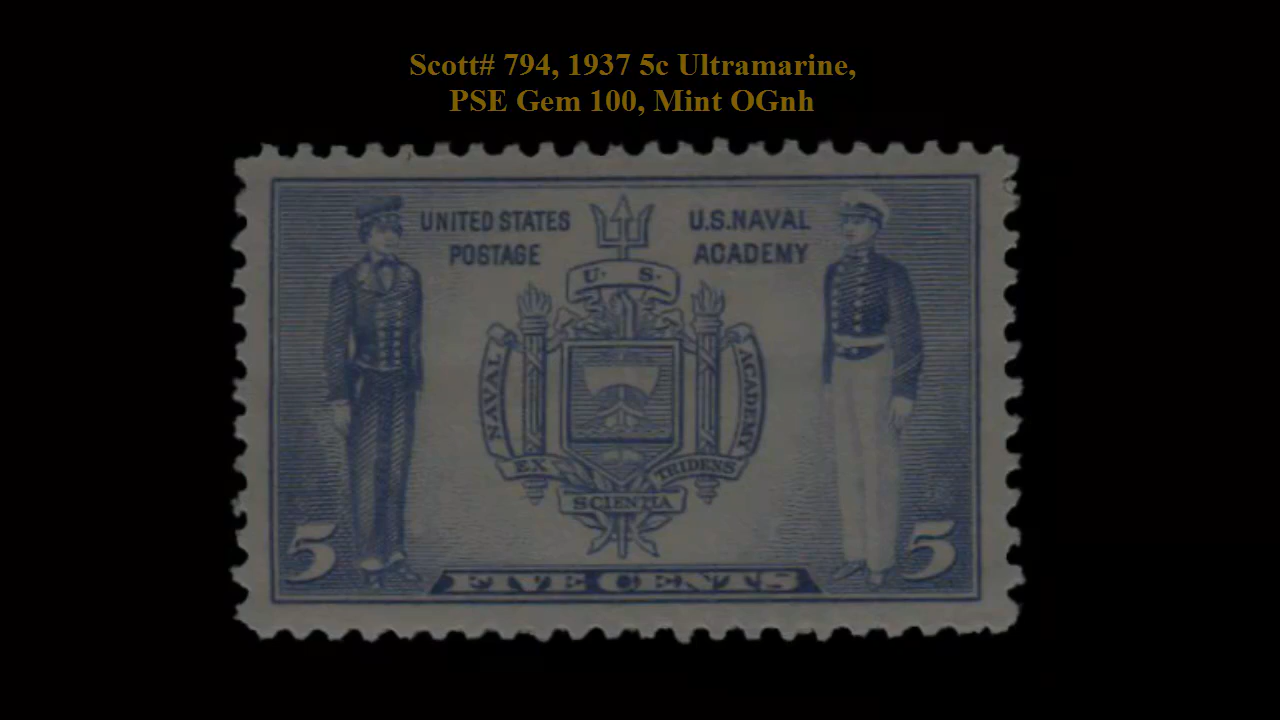 Scott# 794, 1937 5c Ultramarine,
PSE Gem 100, Mint OGnh
UNITED STATES
POSTAGE
U.S.NAVAL
ACADEMY
U· S·
NAVAL
ACADEMY
EX
TRIDENS
SCIENTIA
5
5
FIVE CENTS